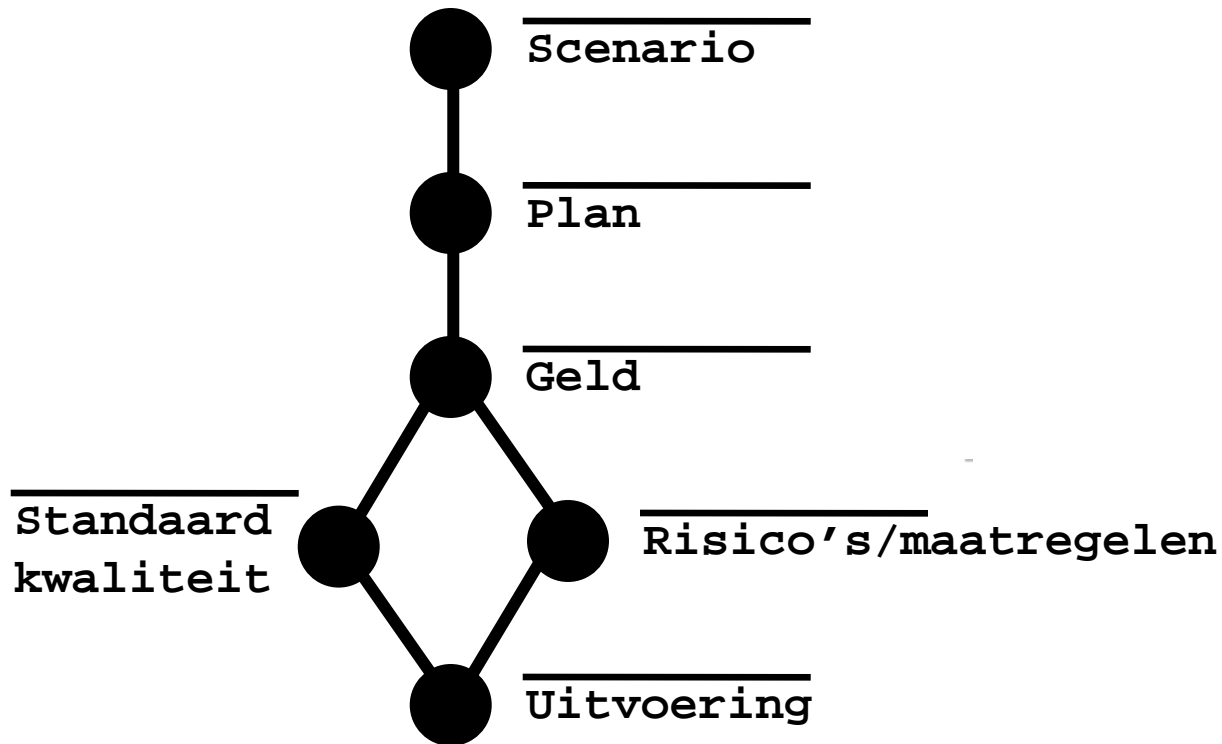 Scenario
Plan
Geld
Standaard
kwaliteit
Risico's/maatregelen
Uitvoering